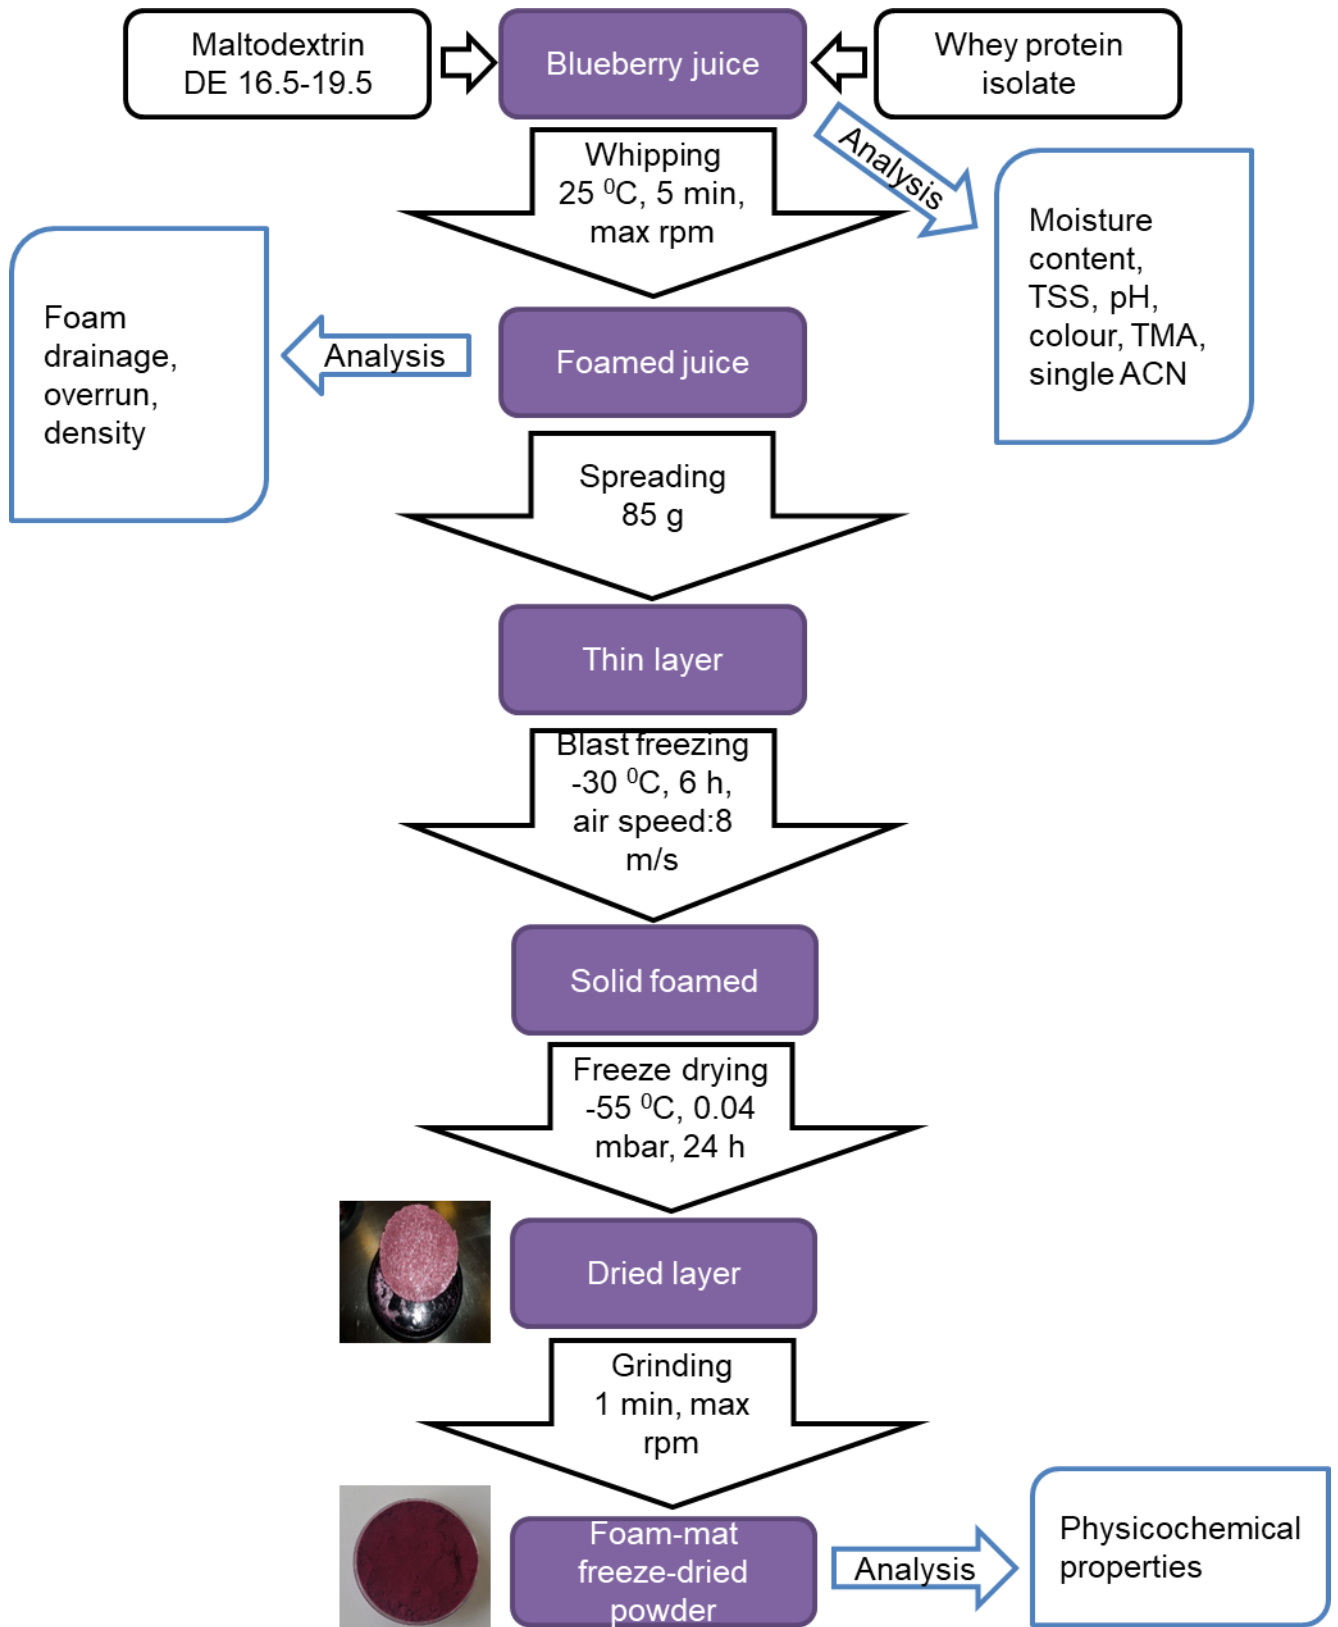 Maltodextrin
DE 16.5-19.5
Blueberry juice
Whey protein
isolate
Whipping
25 ⁰C, 5 min,
max rpm
Analysis
Moisture
content,
TSS, pH,
colour, TMA,
single ACN
Foam
drainage,
overrun,
density
Analysis
Foamed juice
Spreading
85 g
Thin layer
Blast freezing
-30 ⁰C, 6 h,
air speed:8
m/s
Solid foamed
Freeze drying
-55 ⁰C, 0.04
mbar, 24 h
Dried layer
Grinding
1 min, max
rpm
Foam-mat
freeze-dried
powder
Analysis
Physicochemical
properties